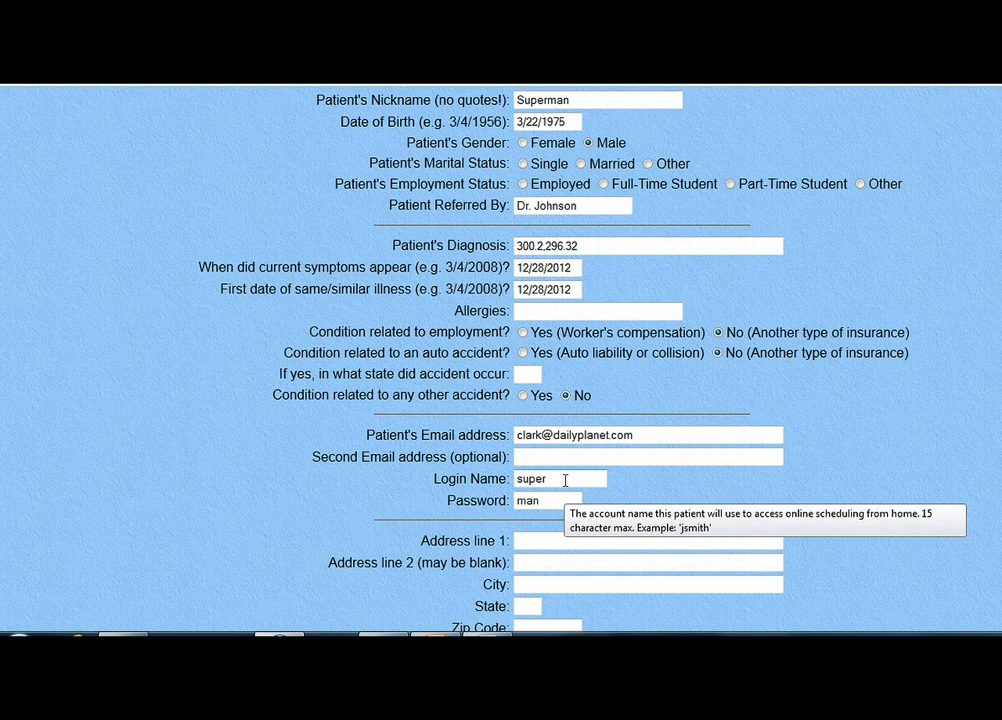 Patient's Nickname (no quotes!): Superman
Date of Birth (e.g. 3/4/1956): 3/22/1975
Patient's Gender: Female Male
Patient's Marital Status: Single Married Other
Patient's Employment Status: Employed Full-Time Student Part-Time Student Other
Patient Referred By: Dr. Johnson
Patient's Diagnosis: 300.2,296.32
When did current symptoms appear (e.g. 3/4/2008)? 12/28/2012
First date of same/similar illness (e.g. 3/4/2008)? 12/28/2012
Allergies:
Condition related to employment? Yes (Worker's compensation) No (Another type of insurance)
Condition related to an auto accident? Yes (Auto liability or collision) No (Another type of insurance)
If yes, in what state did accident occur:
Condition related to any other accident? Yes No
Patient's Email address: clark@dailyplanet.com
Second Email address (optional):
Login Name: super
Password: man
The account name this patient will use to access online scheduling from home. 15
character max. Example: 'jsmith'
Address line 1:
Address line 2 (may be blank):
City:
State:
Zip Code: